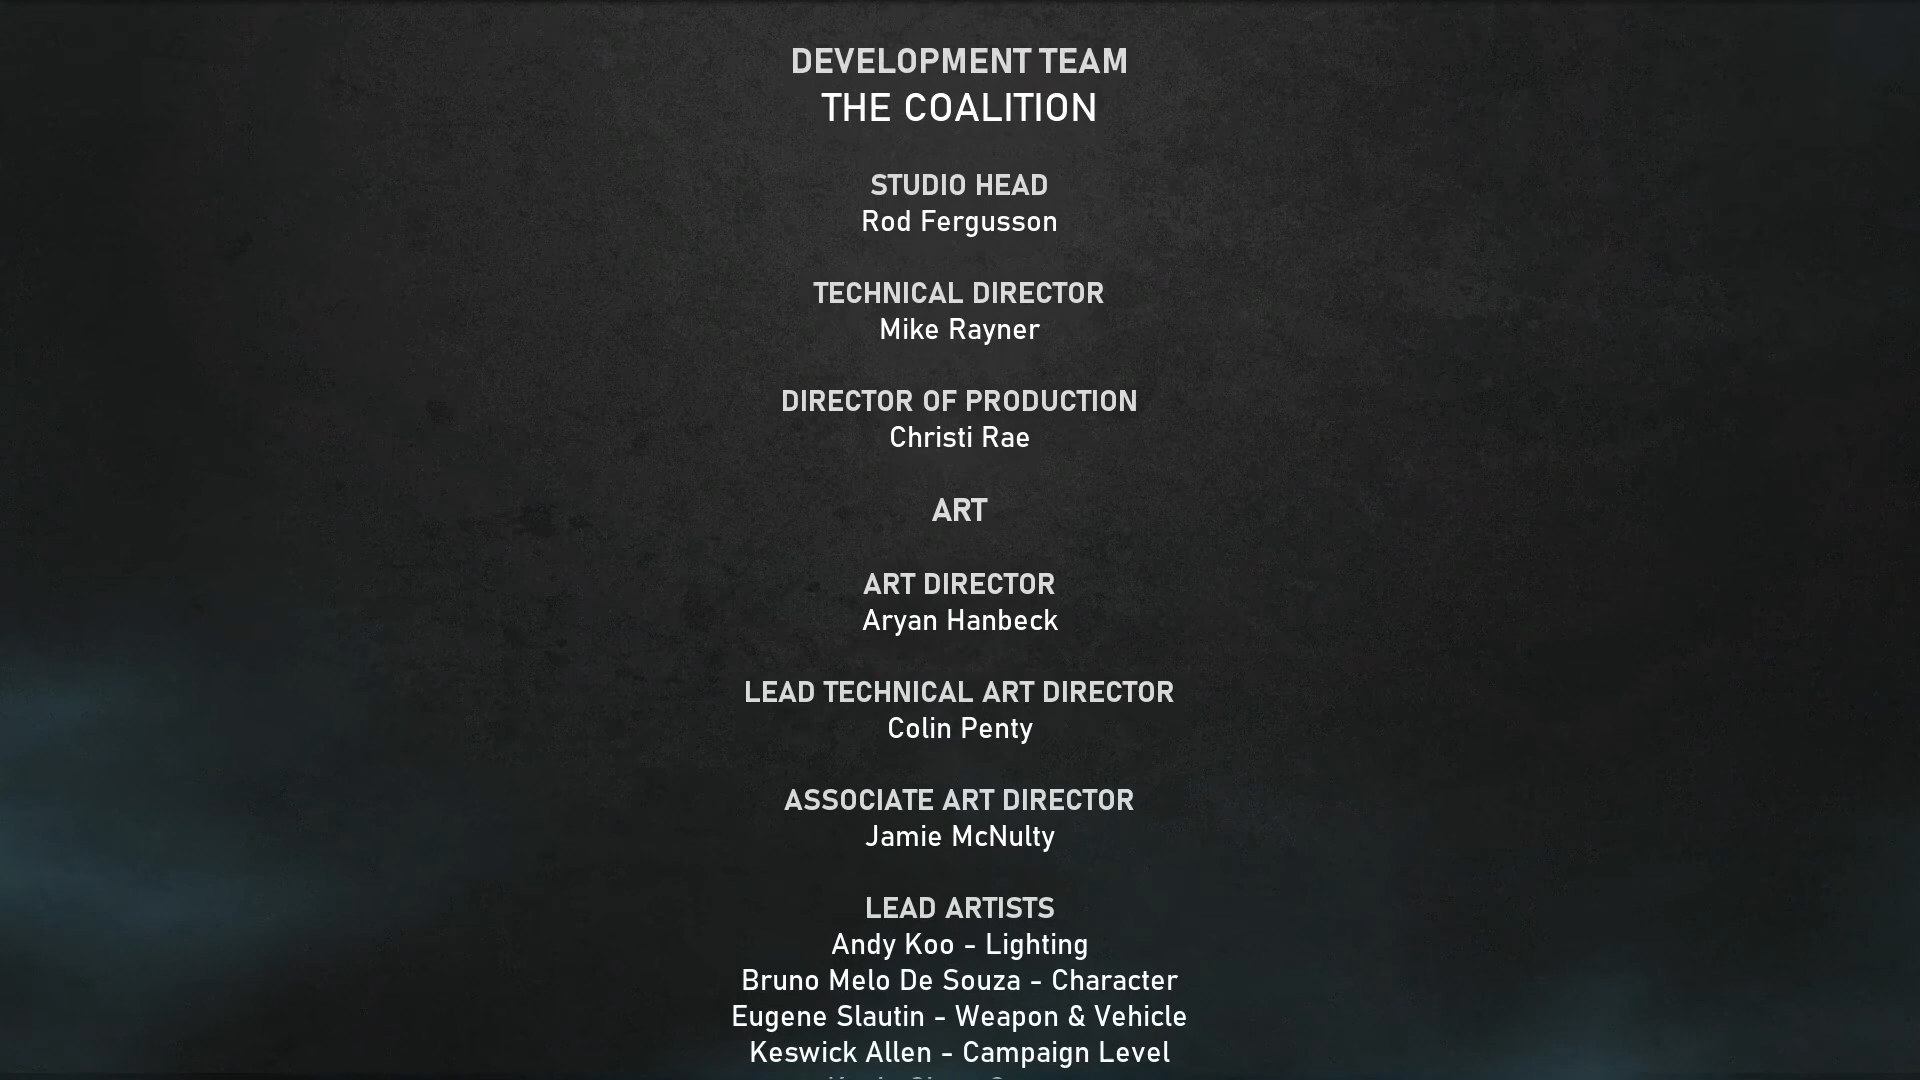 DEVELOPMENT TEAM
THE COALITION
STUDIO HEAD
Rod Fergusson
TECHNICAL DIRECTOR
Mike Rayner
DIRECTOR OF PRODUCTION
Christi Rae
ART
ART DIRECTOR
Aryan Hanbeck
LEAD TECHNICAL ART DIRECTOR
Colin Penty
ASSOCIATE ART DIRECTOR
Jamie McNulty
LEAD ARTISTS
Andy Koo - Lighting
Bruno Melo De Souza - Character
Eugene Slautin - Weapon & Vehicle
Keswick Allen - Campaign Level